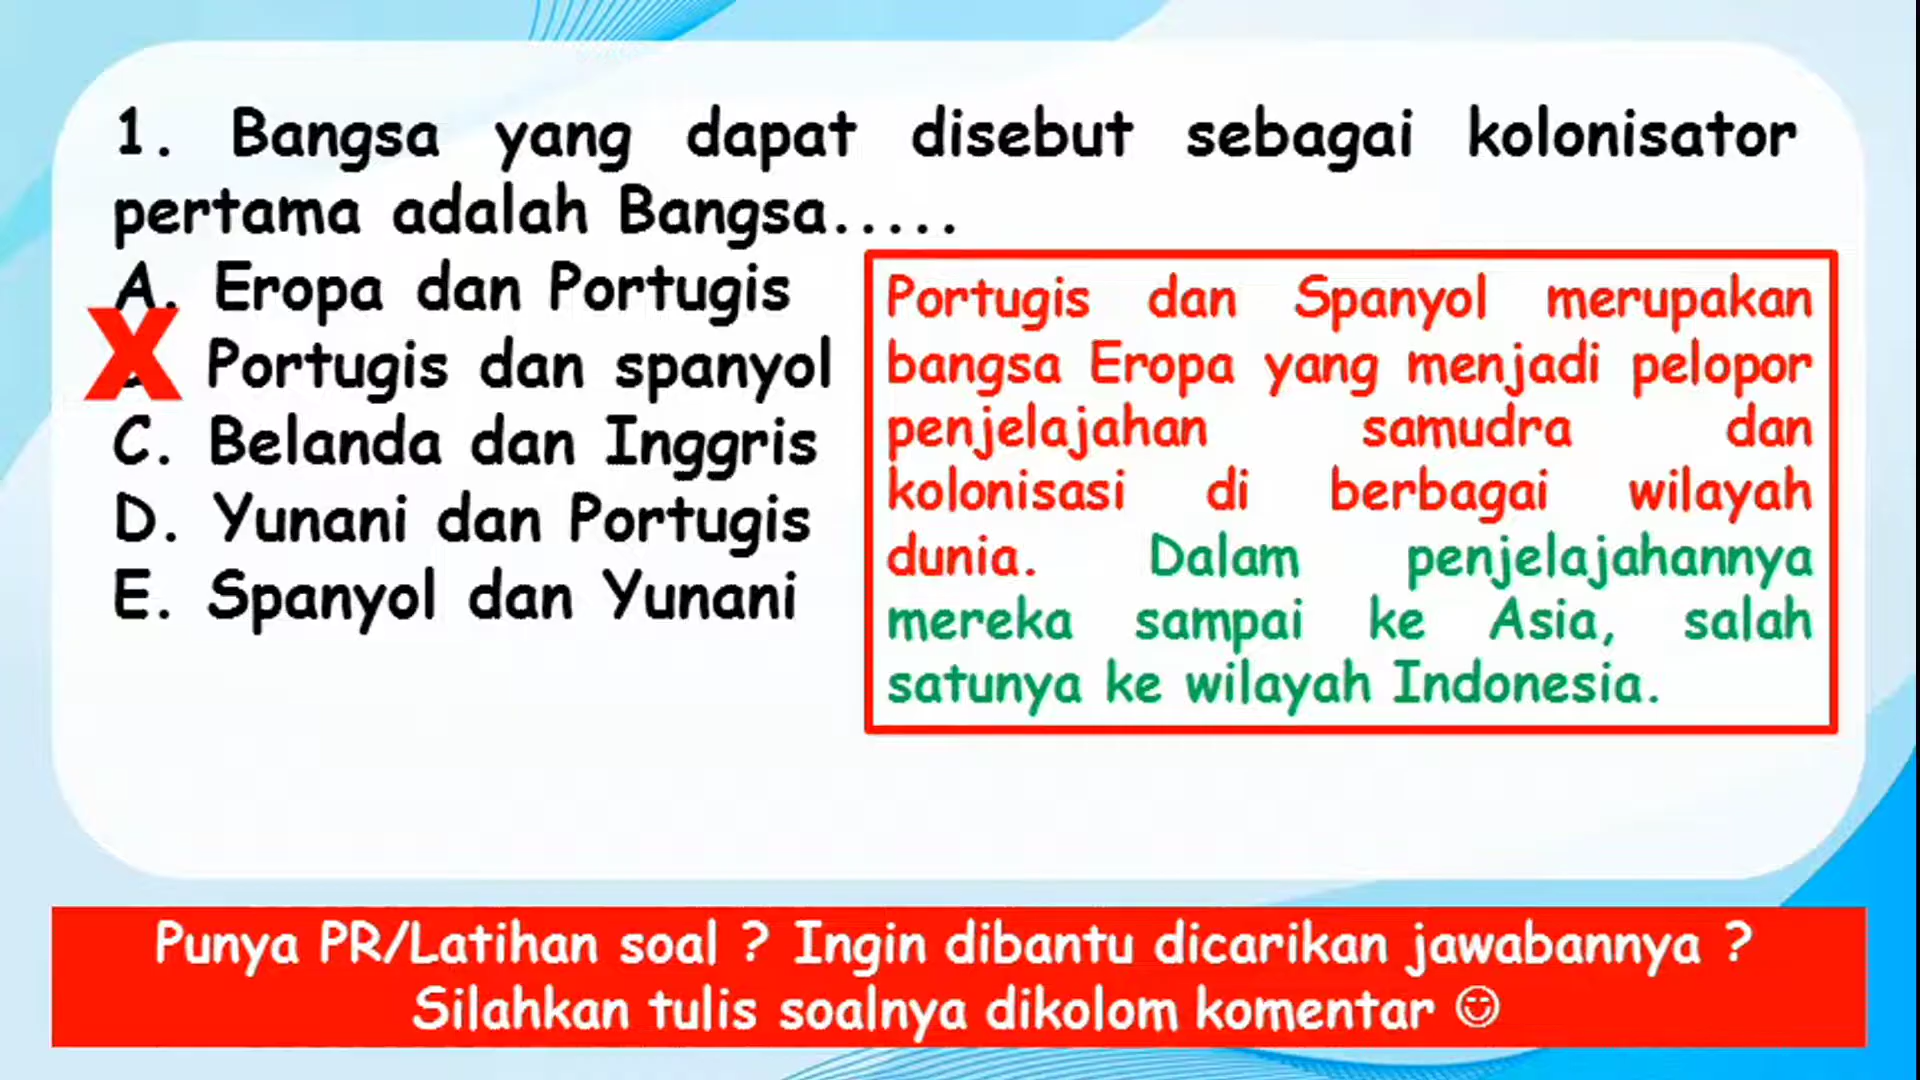 1. Bangsa yang dapat disebut sebagai kolonisator
pertama adalah Bangsa.....
A. Eropa dan Portugis
X Portugis dan spanyol
C. Belanda dan Inggris
D. Yunani dan Portugis
E. Spanyol dan Yunani
Portugis dan Spanyol merupakan
bangsa Eropa yang menjadi pelopor
penjelajahan samudra dan
kolonisasi di berbagai wilayah
dunia. Dalam penjelajahannya
mereka sampai ke Asia, salah
satunya ke wilayah Indonesia.
Punya PR/Latihan soal ? Ingin dibantu dicarikan jawabannya ?
Silahkan tulis soalnya dikolom komentar 😊